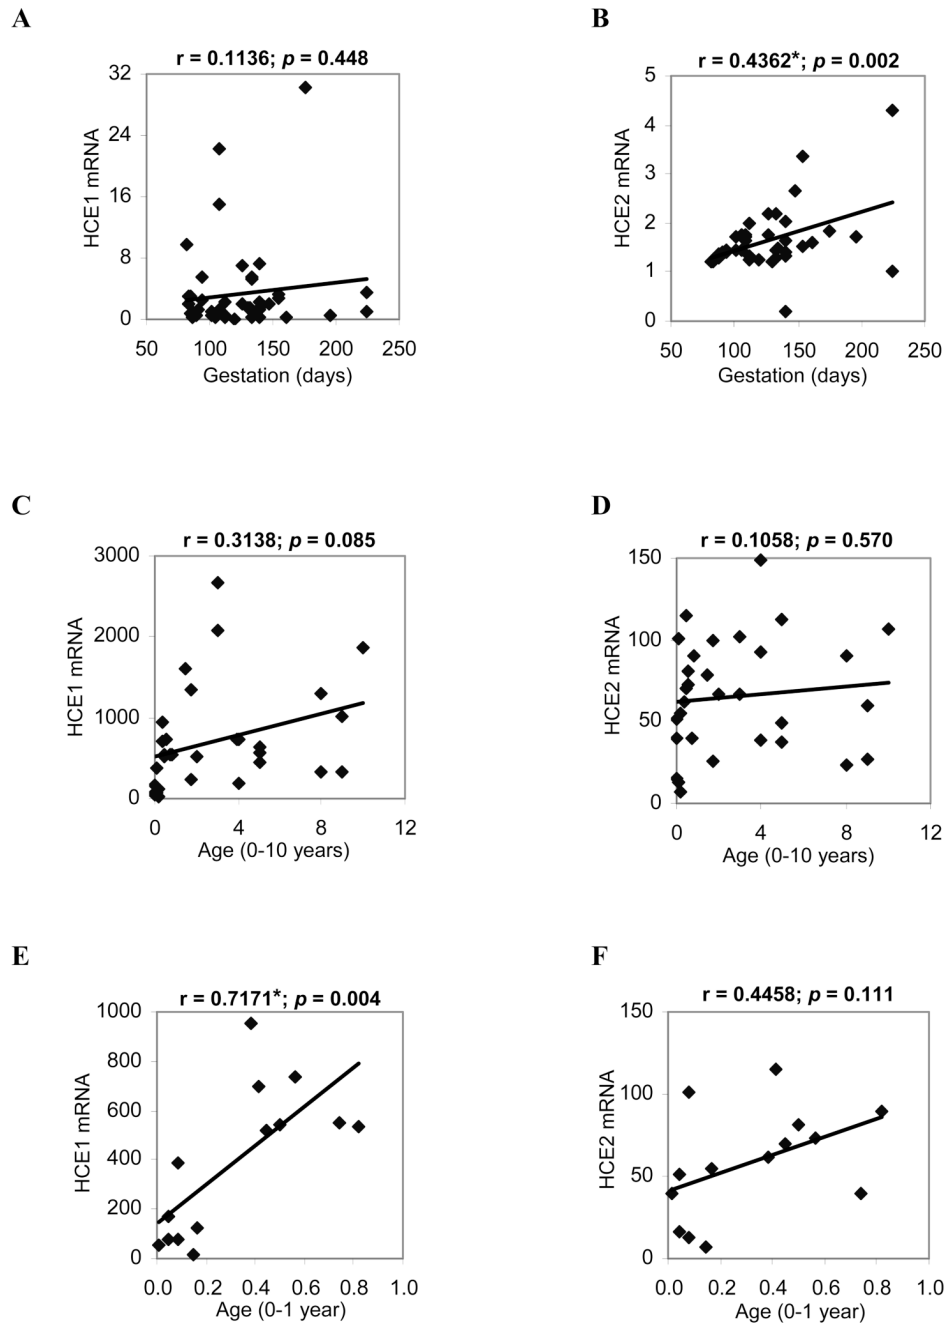 A
r = 0.1136; p = 0.448
32
24
16
8
0
HCE1 mRNA
50 100 150 200 250
Gestation (days)
B
r = 0.4362*; p = 0.002
5
4
3
2
1
0
HCE2 mRNA
50 100 150 200 250
Gestation (days)
C
r = 0.3138; p = 0.085
3000
2000
1000
0
HCE1 mRNA
0 4 8 12
Age (0-10 years)
D
r = 0.1058; p = 0.570
150
100
50
0
HCE2 mRNA
0 4 8 12
Age (0-10 years)
E
r = 0.7171*; p = 0.004
1000
800
600
400
200
0
HCE1 mRNA
0.0 0.2 0.4 0.6 0.8 1.0
Age (0-1 year)
F
r = 0.4458; p = 0.111
150
100
50
0
HCE2 mRNA
0.0 0.2 0.4 0.6 0.8 1.0
Age (0-1 year)